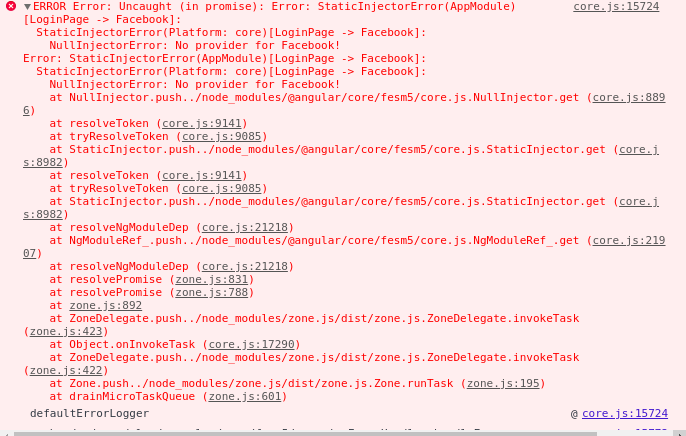 ▼ERROR Error: Uncaught (in promise): Error: StaticInjectorError(AppModule) core.js:15724
[LoginPage -> Facebook]:
StaticInjectorError(Platform: core)[LoginPage -> Facebook]:
NullInjectorError: No provider for Facebook!
Error: StaticInjectorError(AppModule)[LoginPage -> Facebook]:
StaticInjectorError(Platform: core)[LoginPage -> Facebook]:
NullInjectorError: No provider for Facebook!
at NullInjector.push../node_modules/@angular/core/fesm5/core.js.NullInjector.get (core.js:889
6)
at resolveToken (core.js:9141)
at tryResolveToken (core.js:9085)
at StaticInjector.push../node_modules/@angular/core/fesm5/core.js.StaticInjector.get (core.j
s:8982)
at resolveToken (core.js:9141)
at tryResolveToken (core.js:9085)
at StaticInjector.push../node_modules/@angular/core/fesm5/core.js.StaticInjector.get (core.j
s:8982)
at resolveNgModuleDep (core.js:21218)
at NgModuleRef_.push../node_modules/@angular/core/fesm5/core.js.NgModuleRef_.get (core.js:219
07)
at resolveNgModuleDep (core.js:21218)
at resolvePromise (zone.js:831)
at resolvePromise (zone.js:788)
at zone.js:892
at ZoneDelegate.push../node_modules/zone.js/dist/zone.js.ZoneDelegate.invokeTask
(zone.js:423)
at Object.onInvokeTask (core.js:17290)
at ZoneDelegate.push../node_modules/zone.js/dist/zone.js.ZoneDelegate.invokeTask
(zone.js:422)
at Zone.push../node_modules/zone.js/dist/zone.js.Zone.runTask (zone.js:195)
at drainMicroTaskQueue (zone.js:601)
defaultErrorLogger @ core.js:15724